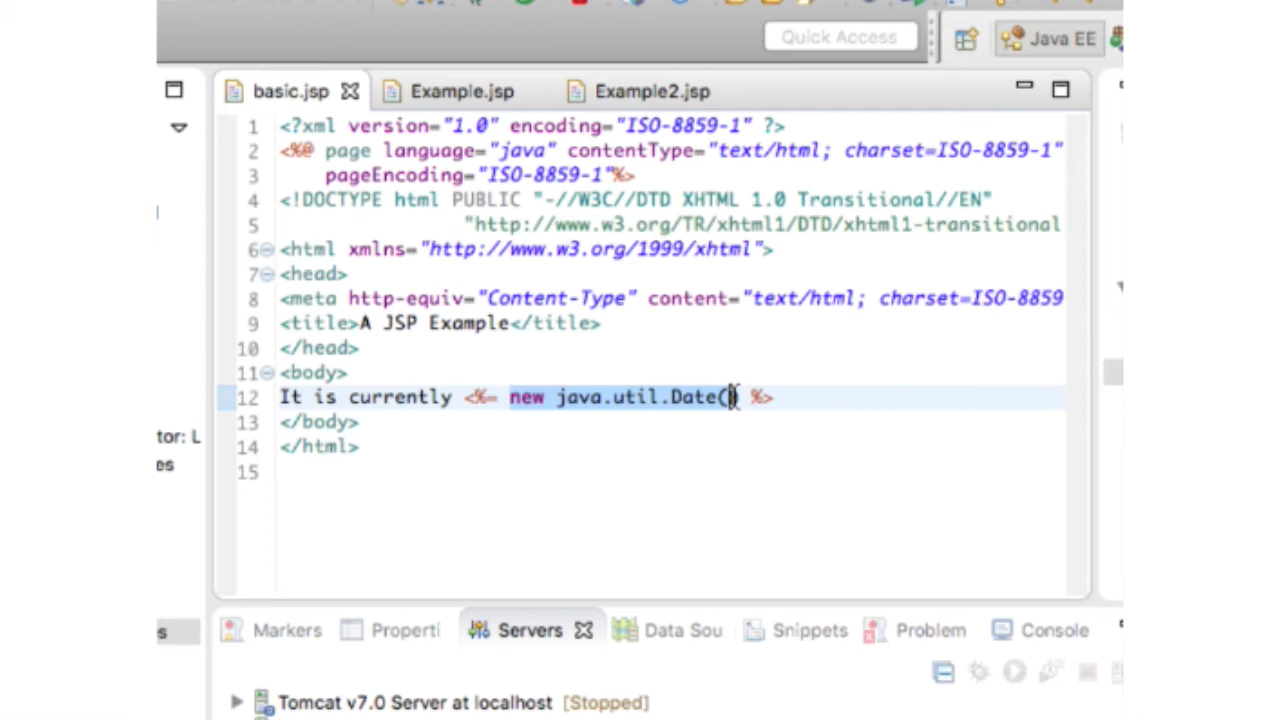 Quick Access
Java EE
basic.jsp
Example.jsp
Example2.jsp
1 <?xml version="1.0" encoding="ISO-8859-1" ?>
2 <%@ page language="java" contentType="text/html; charset=ISO-8859-1"
3 pageEncoding="ISO-8859-1"%>
4 <!DOCTYPE html PUBLIC "-//W3C//DTD XHTML 1.0 Transitional//EN"
5 "http://www.w3.org/TR/xhtml1/DTD/xhtml1-transitional
6 <html xmlns="http://www.w3.org/1999/xhtml">
7 <head>
8 <meta http-equiv="Content-Type" content="text/html; charset=ISO-8859
9 <title>A JSP Example</title>
10 </head>
11 <body>
12 It is currently <%= new java.util.Date() %>
13 </body>
14 </html>
15
tor: L
es
s
Markers
Properti
Servers
Data Sou
Snippets
Problem
Console
Tomcat v7.0 Server at localhost [Stopped]